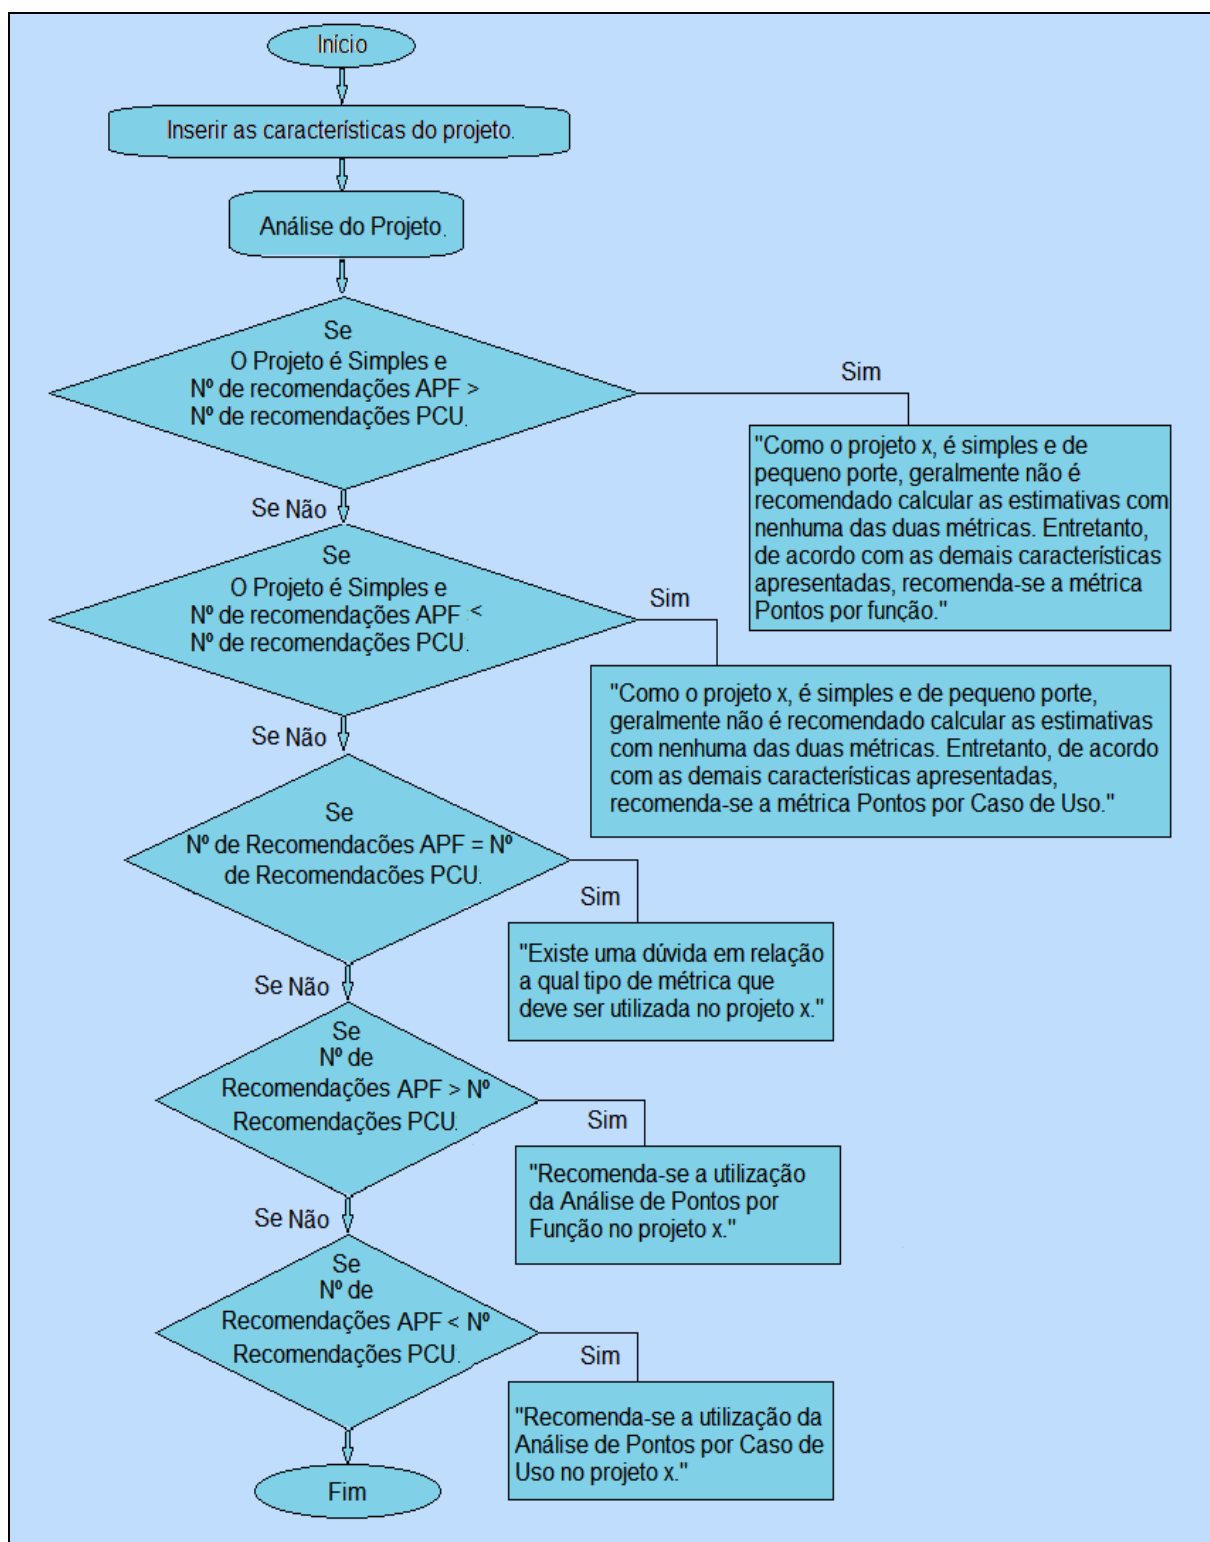 Início
Inserir as características do projeto.
Análise do Projeto.
Se
O Projeto é Simples e
Nº de recomendações APF >
Nº de recomendações PCU.
Sim
"Como o projeto x, é simples e de
pequeno porte, geralmente não é
recomendado calcular as estimativas com
nenhuma das duas métricas. Entretanto,
de acordo com as demais características
apresentadas, recomenda-se a métrica
Pontos por função."
Se Não
Se
O Projeto é Simples e
Nº de recomendações APF <
Nº de recomendações PCU.
Sim
"Como o projeto x, é simples e de pequeno porte,
geralmente não é recomendado calcular as estimativas
com nenhuma das duas métricas. Entretanto, de acordo
com as demais características apresentadas,
recomenda-se a métrica Pontos por Caso de Uso."
Se Não
Se
Nº de Recomendacões APF = Nº
de Recomendacões PCU.
Sim
"Existe uma dúvida em relação
a qual tipo de métrica que
deve ser utilizada no projeto x."
Se Não
Se
Nº de
Recomendações APF > Nº
Recomendações PCU.
Sim
"Recomenda-se a utilização
da Análise de Pontos por
Função no projeto x."
Se Não
Se
Nº de
Recomendações APF < Nº
Recomendações PCU.
Sim
"Recomenda-se a utilização da
Análise de Pontos por Caso de
Uso no projeto x."
Fim